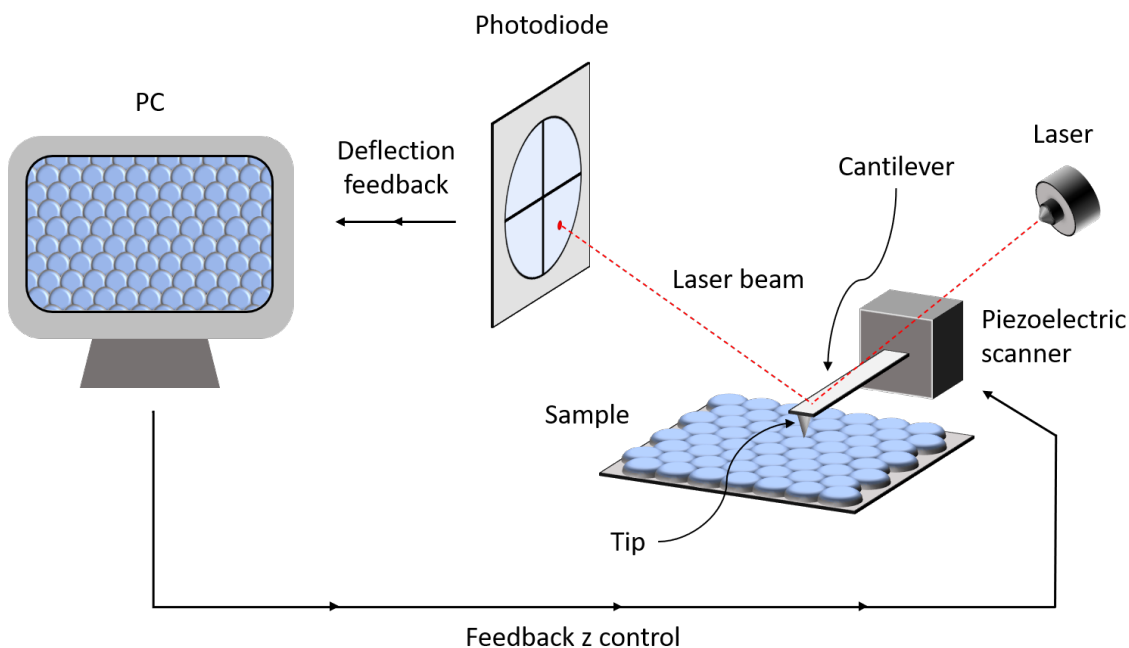 Photodiode
PC
Laser
Deflection
feedback
Cantilever
Laser beam
Piezoelectric
scanner
Sample
Tip
Feedback z control